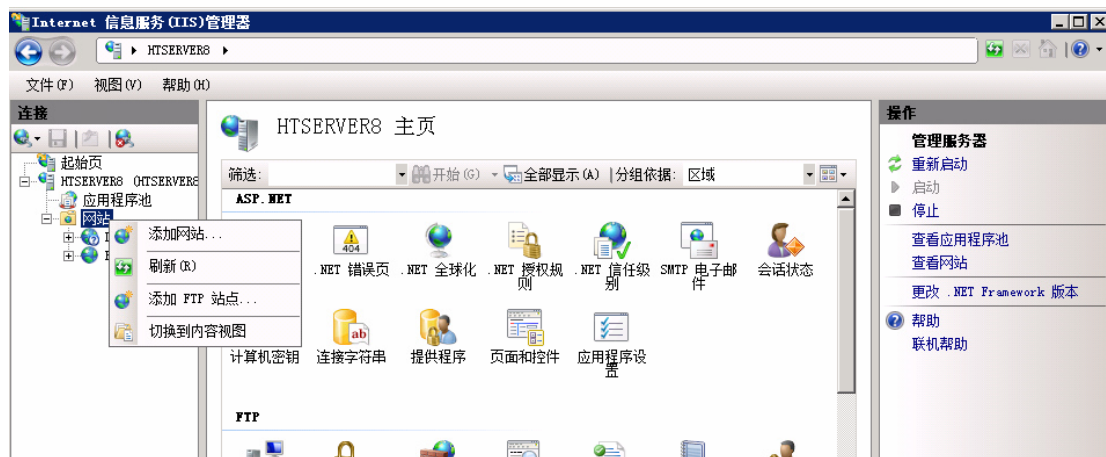 Internet 信息服务(IIS)管理器
HTSERVER8
文件(F) 视图(V) 帮助(H)
连接
起始页
HTSERVER8 (HTSERVER8
应用程序池
网站
添加网站...
刷新(R)
添加 FTP 站点...
切换到内容视图
HTSERVER8 主页
筛选: 开始(G) 全部显示(A) 分组依据: 区域
ASP.NET
404
.NET 错误页 .NET 全球化 .NET 授权规则 .NET 信任级别 SMTP 电子邮件 会话状态
ab
计算机密钥 连接字符串 提供程序 页面和控件 应用程序设置
FTP
操作
管理服务器
重新启动
启动
停止
查看应用程序池
查看网站
更改 .NET Framework 版本
帮助
联机帮助